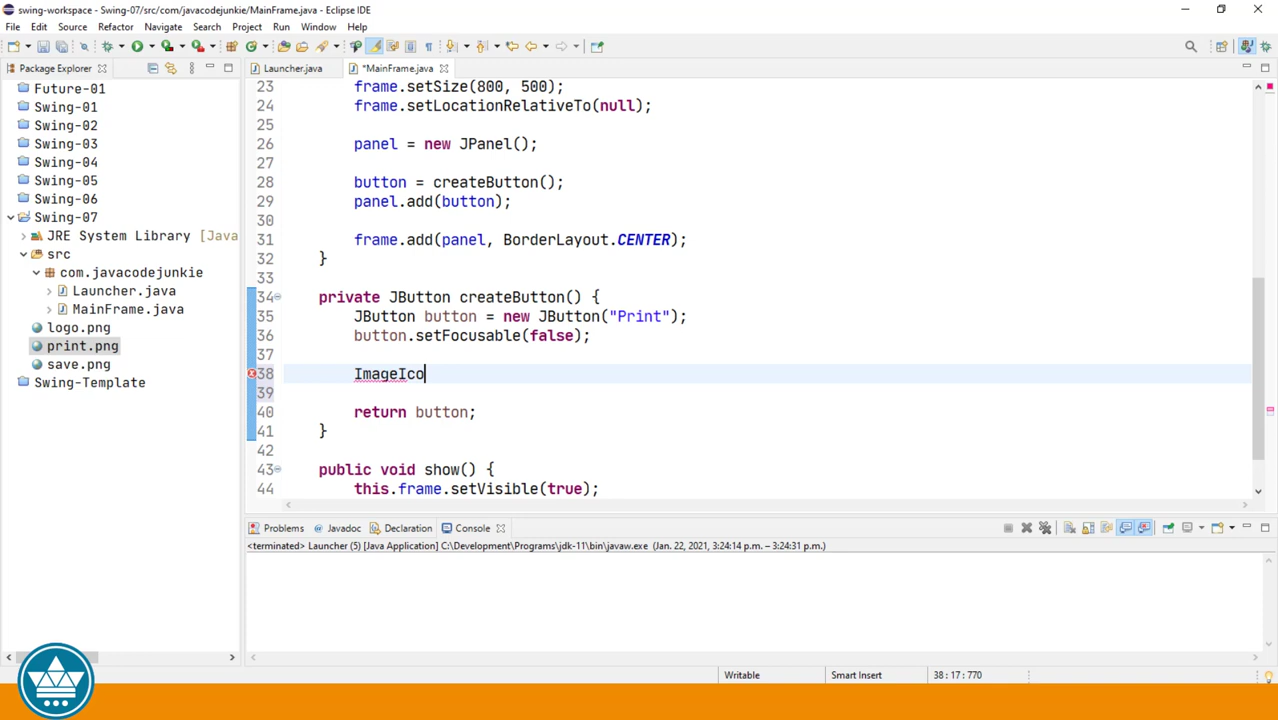 swing-workspace - Swing-07/src/com/javacodejunkie/MainFrame.java - Eclipse IDE
File Edit Source Refactor Navigate Search Project Run Window Help
Package Explorer
Launcher.java
*MainFrame.java
Future-01
Swing-01
Swing-02
Swing-03
Swing-04
Swing-05
Swing-06
Swing-07
JRE System Library [Java
src
com.javacodejunkie
Launcher.java
MainFrame.java
logo.png
print.png
save.png
Swing-Template
23 frame.setSize(800, 500);
24 frame.setLocationRelativeTo(null);
25
26 panel = new JPanel();
27
28 button = createButton();
29 panel.add(button);
30
31 frame.add(panel, BorderLayout.CENTER);
32 }
33
34 private JButton createButton() {
35 JButton button = new JButton("Print");
36 button.setFocusable(false);
37
38 ImageIco
39
40 return button;
41 }
42
43 public void show() {
44 this.frame.setVisible(true);
Problems Javadoc Declaration Console
<terminated> Launcher (5) [Java Application] C:\Development\Programs\jdk-11\bin\javaw.exe (Jan. 22, 2021, 3:24:14 p.m. – 3:24:31 p.m.)
Writable Smart Insert 38 : 17 : 770